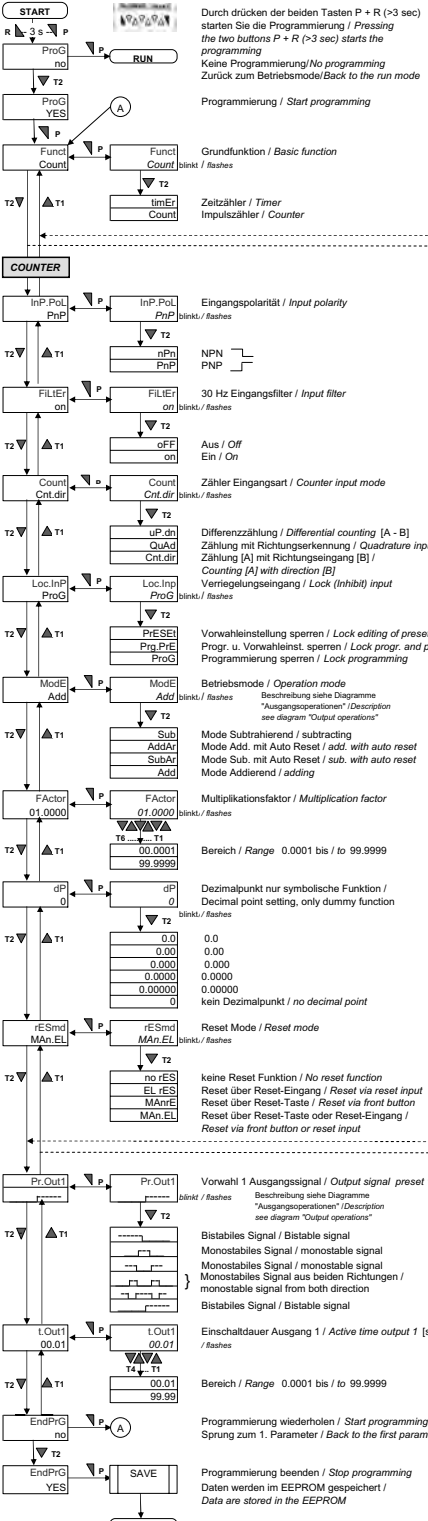 START
R 3 s P
Durch drücken der beiden Tasten P + R (>3 sec)
starten Sie die Programmierung / Pressing
the two buttons P + R (>3 sec) starts the
programming
ProG
no
P
RUN
Keine Programmierung/No programming
Zurück zum Betriebsmode/Back to the run mode
T2
ProG
YES
A
Programmierung / Start programming
P
Funct
Count
P
Funct
Count
blinkt / flashes
Grundfunktion / Basic function
T2
timEr
Count
Zeitzähler / Timer
Impulszähler / Counter
T2 T1
COUNTER
InP.PoL
PnP
P
InP.PoL
PnP
blinkt / flashes
Eingangspolarität / Input polarity
T2
T2 T1
nPn
PnP
NPN
PNP
FiLtEr
on
P
FiLtEr
on
blinkt / flashes
30 Hz Eingangsfilter / Input filter
T2
T2 T1
oFF
on
Aus / Off
Ein / On
Count
Cnt.dir
P
Count
Cnt.dir
blinkt / flashes
Zähler Eingangsart / Counter input mode
T2
T2 T1
uP.dn
QuAd
Cnt.dir
Differenzzählung / Differential counting [A - B]
Zählung mit Richtungserkennung / Quadrature inpu
Zählung [A] mit Richtungseingang [B] /
Counting [A] with direction [B]
Loc.InP
ProG
P
Loc.Inp
ProG
blinkt / flashes
Verriegelungseingang / Lock (Inhibit) input
T2
T2 T1
PrESEt
Prg.PrE
ProG
Vorwahleinstellung sperren / Lock editing of preset
Progr. u. Vorwahleinst. sperren / Lock progr. and p
Programmierung sperren / Lock programming
ModE
Add
P
ModE
Add
blinkt / flashes
Betriebsmode / Operation mode
Beschreibung siehe Diagramme
"Ausgangsoperationen" /Description
see diagram "Output operations"
T2
T2 T1
Sub
AddAr
SubAr
Add
Mode Subtrahierend / subtracting
Mode Add. mit Auto Reset / add. with auto reset
Mode Sub. mit Auto Reset / sub. with auto reset
Mode Addierend / adding
FActor
01.0000
P
FActor
01.0000
blinkt / flashes
Multiplikationsfaktor / Multiplication factor
T6 ......... T1
T2 T1
00.0001
99.9999
Bereich / Range 0.0001 bis / to 99.9999
dP
0
P
dP
0
blinkt / flashes
Dezimalpunkt nur symbolische Funktion /
Decimal point setting, only dummy function
T2
T2 T1
0.0
0.00
0.000
0.0000
0.00000
0
0.0
0.00
0.000
0.0000
0.00000
kein Dezimalpunkt / no decimal point
rESmd
MAn.EL
P
rESmd
MAn.EL
blinkt / flashes
Reset Mode / Reset mode
T2
T2 T1
no rES
EL rES
MAnrE
MAn.EL
keine Reset Funktion / No reset function
Reset über Reset-Eingang / Reset via reset input
Reset über Reset-Taste / Reset via front button
Reset über Reset-Taste oder Reset-Eingang /
Reset via front button or reset input
Pr.Out1
P
Pr.Out1
blinkt / flashes
Vorwahl 1 Ausgangssignal / Output signal preset
Beschreibung siehe Diagramme
"Ausgangsoperationen" /Description
see diagram "Output operations"
T2
T2 T1
Bistabiles Signal / Bistable signal
Monostabiles Signal / monostable signal
Monostabiles Signal / monostable signal
} Monostabiles Signal aus beiden Richtungen /
monostable signal from both direction
Bistabiles Signal / Bistable signal
t.Out1
00.01
P
t.Out1
00.01
/ flashes
Einschaltdauer Ausgang 1 / Active time output 1 [s
T4 .... T1
T2 T1
00.01
99.99
Bereich / Range 0.0001 bis / to 99.9999
EndPrG
no
P
A
Programmierung wiederholen / Start programming
Sprung zum 1. Parameter / Back to the first param
T2
EndPrG
YES
P
SAVE
Programmierung beenden / Stop programming
Daten werden im EEPROM gespeichert /
Data are stored in the EEPROM